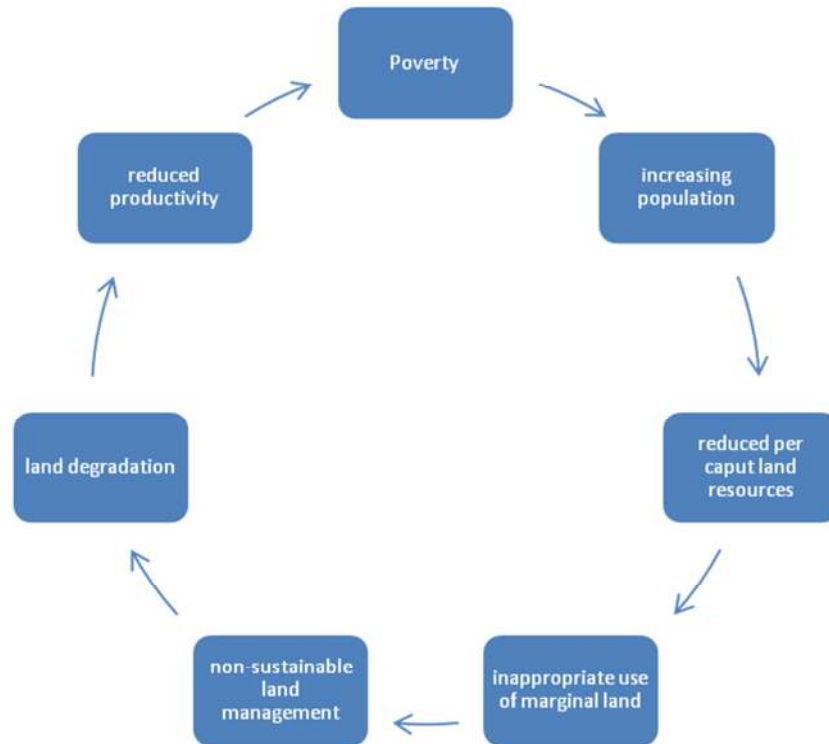 Poverty
increasing
population
reduced per
caput land
resources
inappropriate use
of marginal land
non-sustainable
land
management
land degradation
reduced
productivity